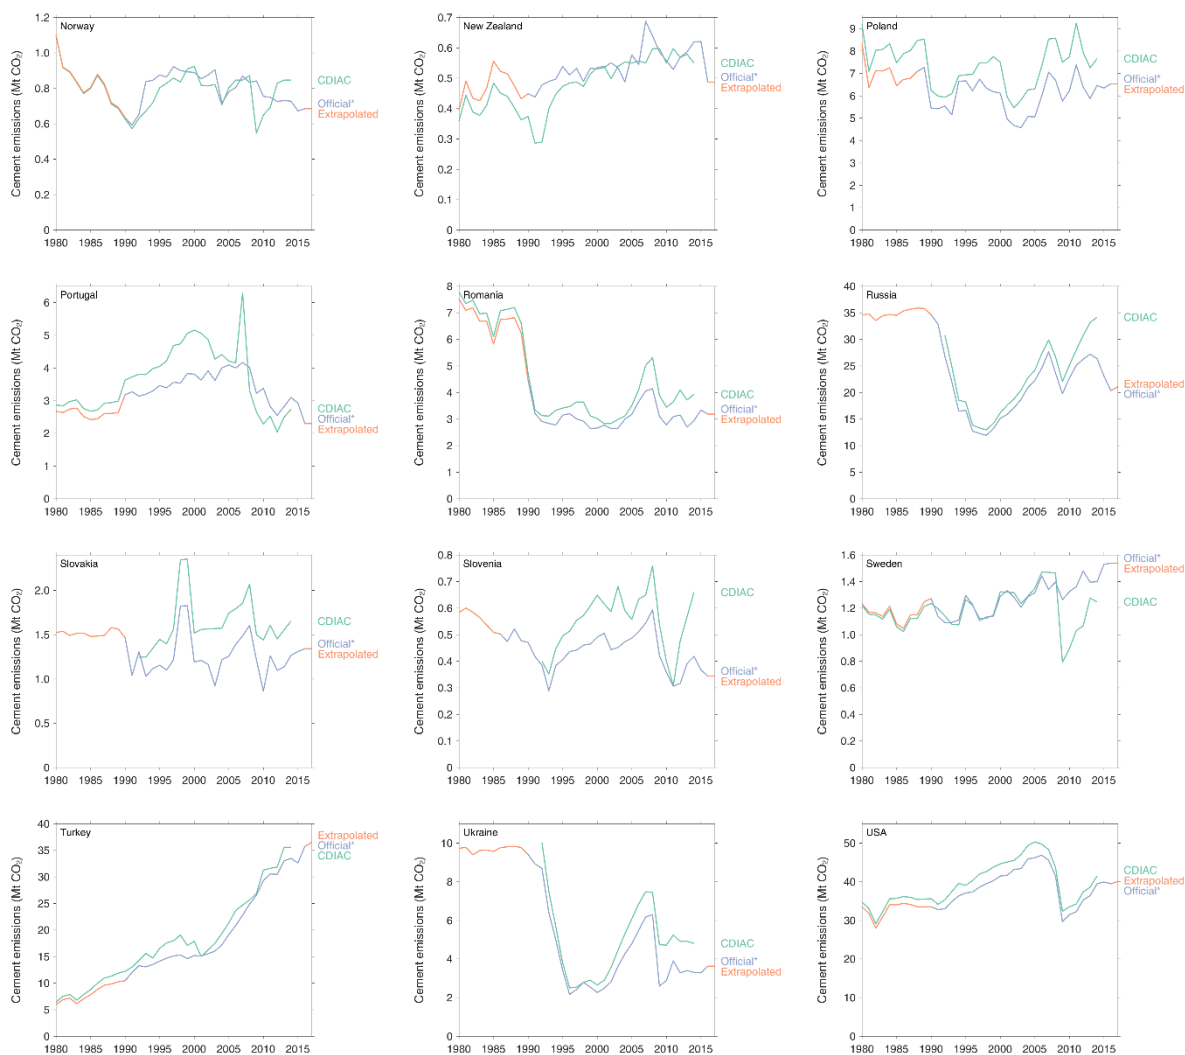 Norway
Cement emissions (Mt CO₂)
1.2
1.0
0.8
0.6
0.4
0.2
0
1980 1985 1990 1995 2000 2005 2010 2015
CDIAC
Official*
Extrapolated
New Zealand
Cement emissions (Mt CO₂)
0.7
0.6
0.5
0.4
0.3
0.2
0.1
0
1980 1985 1990 1995 2000 2005 2010 2015
CDIAC
Official*
Extrapolated
Poland
Cement emissions (Mt CO₂)
9
8
7
6
5
4
3
2
1
0
1980 1985 1990 1995 2000 2005 2010 2015
CDIAC
Official*
Extrapolated
Portugal
Cement emissions (Mt CO₂)
6
5
4
3
2
1
0
1980 1985 1990 1995 2000 2005 2010 2015
CDIAC
Official*
Extrapolated
Romania
Cement emissions (Mt CO₂)
8
7
6
5
4
3
2
1
0
1980 1985 1990 1995 2000 2005 2010 2015
CDIAC
Official*
Extrapolated
Russia
Cement emissions (Mt CO₂)
40
35
30
25
20
15
10
5
0
1980 1985 1990 1995 2000 2005 2010 2015
CDIAC
Extrapolated
Official*
Slovakia
Cement emissions (Mt CO₂)
2.0
1.5
1.0
0.5
0
1980 1985 1990 1995 2000 2005 2010 2015
CDIAC
Official*
Extrapolated
Slovenia
Cement emissions (Mt CO₂)
0.8
0.7
0.6
0.5
0.4
0.3
0.2
0.1
0
1980 1985 1990 1995 2000 2005 2010 2015
CDIAC
Official*
Extrapolated
Sweden
Cement emissions (Mt CO₂)
1.6
1.4
1.2
1.0
0.8
0.6
0.4
0.2
0
1980 1985 1990 1995 2000 2005 2010 2015
Official*
Extrapolated
CDIAC
Turkey
Cement emissions (Mt CO₂)
40
35
30
25
20
15
10
5
0
1980 1985 1990 1995 2000 2005 2010 2015
Extrapolated
Official*
CDIAC
Ukraine
Cement emissions (Mt CO₂)
10
8
6
4
2
0
1980 1985 1990 1995 2000 2005 2010 2015
CDIAC
Official*
Extrapolated
USA
Cement emissions (Mt CO₂)
50
40
30
20
10
0
1980 1985 1990 1995 2000 2005 2010 2015
CDIAC
Extrapolated
Official*